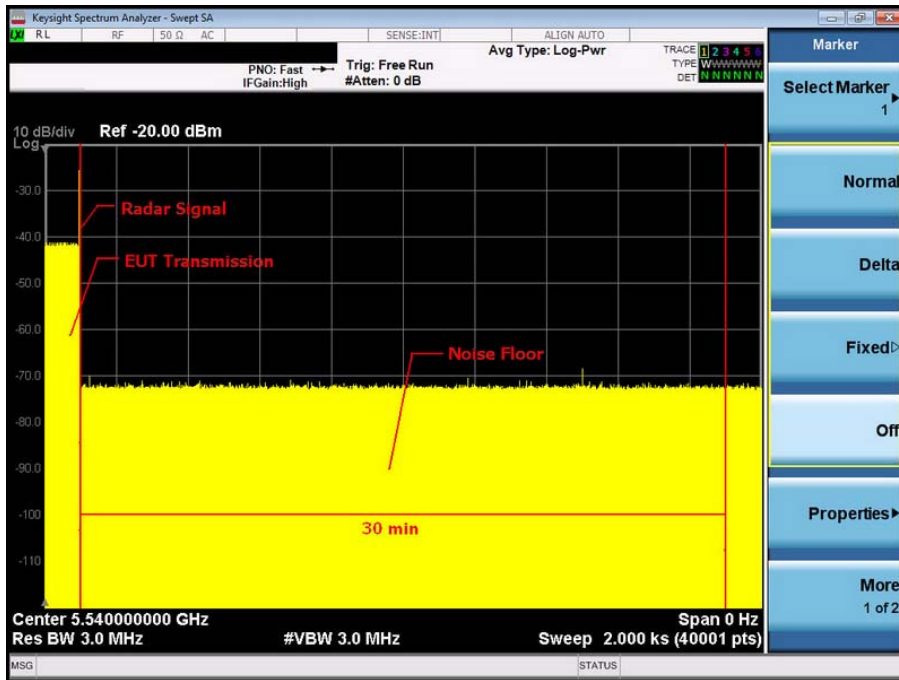 Keysight Spectrum Analyzer - Swept SA
LXI RL RF 50 Ω AC SENSE:INT ALIGN AUTO
Avg Type: Log-Pwr
TRACE 1 2 3 4 5 6
TYPE W
DET N N N N N N
PNO: Fast
IFGain:High
Trig: Free Run
#Atten: 0 dB
10 dB/div
Log
Ref -20.00 dBm
-30.0
-40.0
-50.0
-60.0
-70.0
-80.0
-90.0
-100
-110
Radar Signal
EUT Transmission
Noise Floor
30 min
Center 5.540000000 GHz
Span 0 Hz
Res BW 3.0 MHz
#VBW 3.0 MHz
Sweep 2.000 ks (40001 pts)
MSG
STATUS
Marker
Select Marker
1
Normal
Delta
Fixed
Off
Properties
More
1 of 2